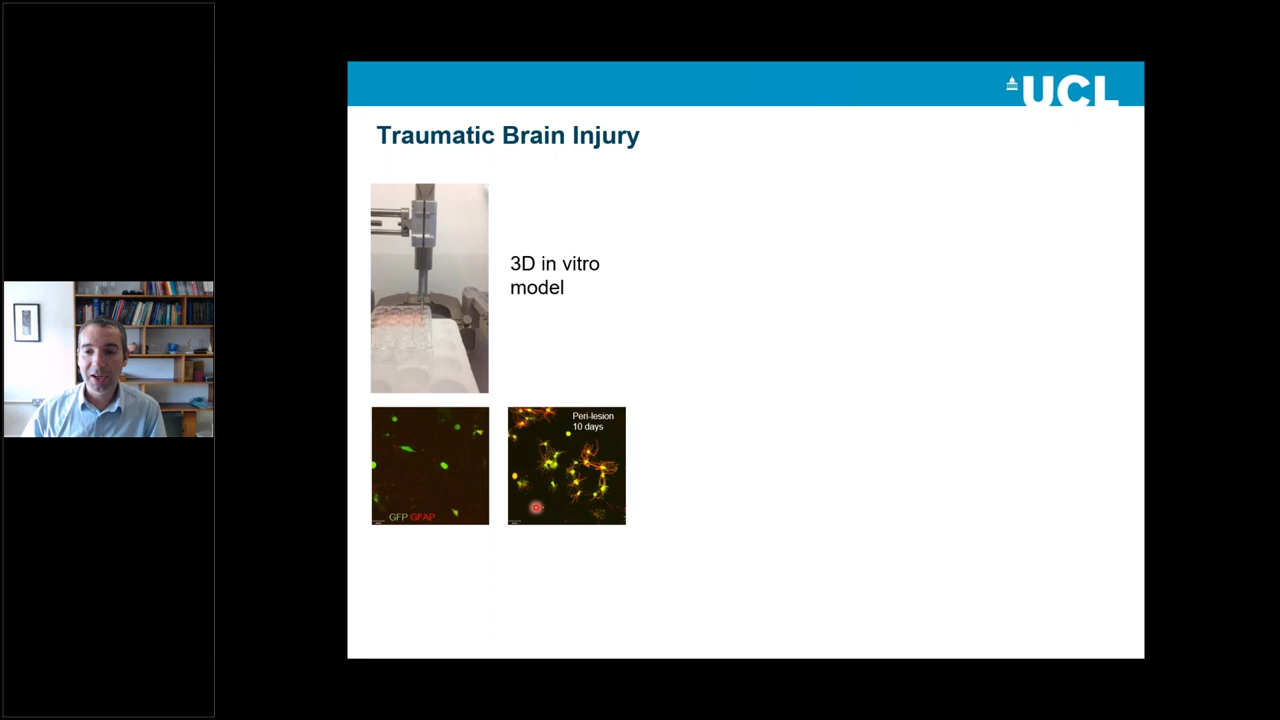 UCL
Traumatic Brain Injury
3D in vitro
model
Peri-lesion
10 days
GFP GFAP